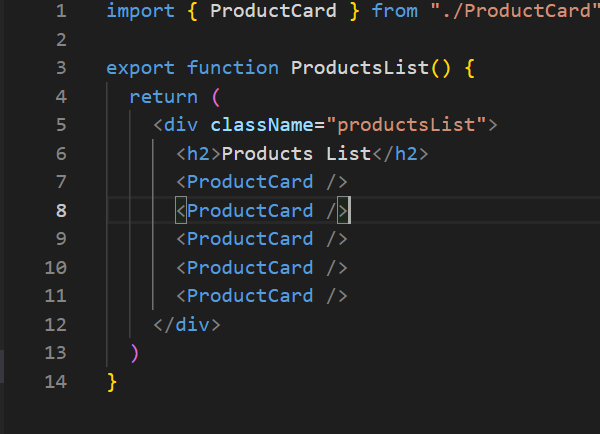 1 import { ProductCard } from "./ProductCard"
2
3 export function ProductsList() {
4 return (
5 <div className="productsList">
6 <h2>Products List</h2>
7 <ProductCard />
8 <ProductCard />
9 <ProductCard />
10 <ProductCard />
11 <ProductCard />
12 </div>
13 )
14 }